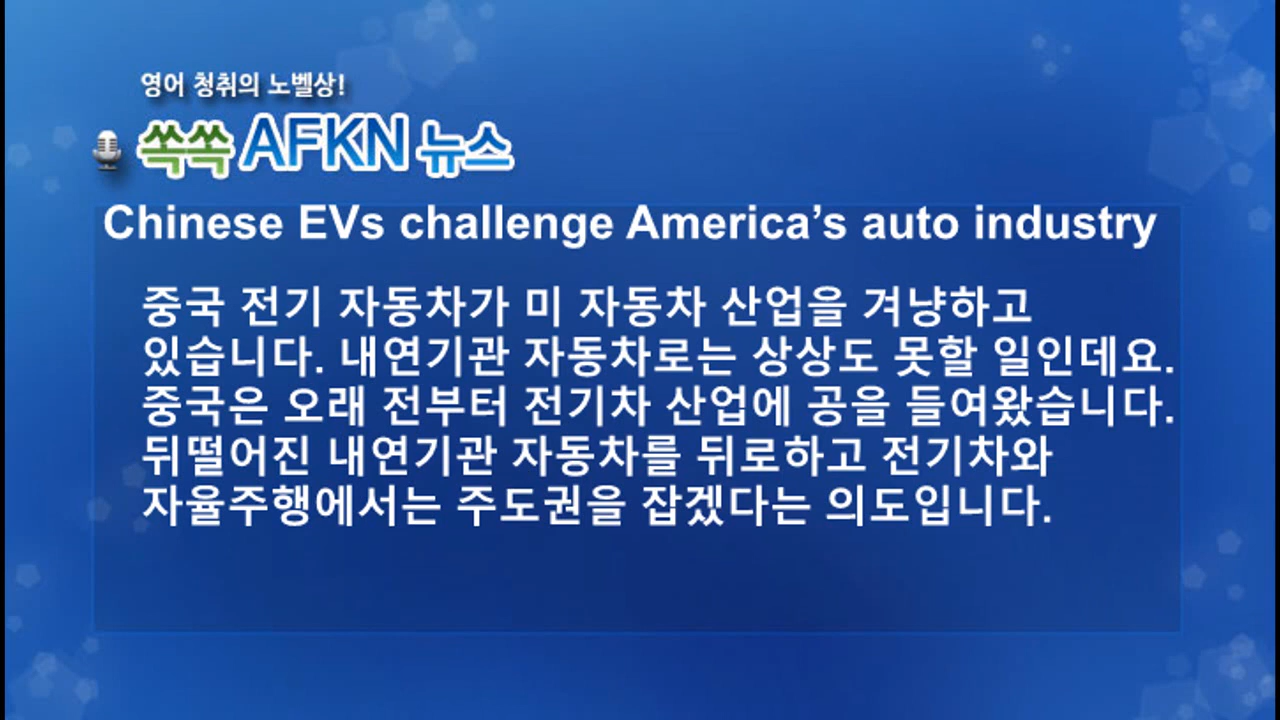 영어 청취의 노벨상!
쏙쏙 AFKN 뉴스
Chinese EVs challenge America’s auto industry
중국 전기 자동차가 미 자동차 산업을 겨냥하고
있습니다. 내연기관 자동차로는 상상도 못할 일인데요.
중국은 오래 전부터 전기차 산업에 공을 들여왔습니다.
뒤떨어진 내연기관 자동차를 뒤로하고 전기차와
자율주행에서는 주도권을 잡겠다는 의도입니다.